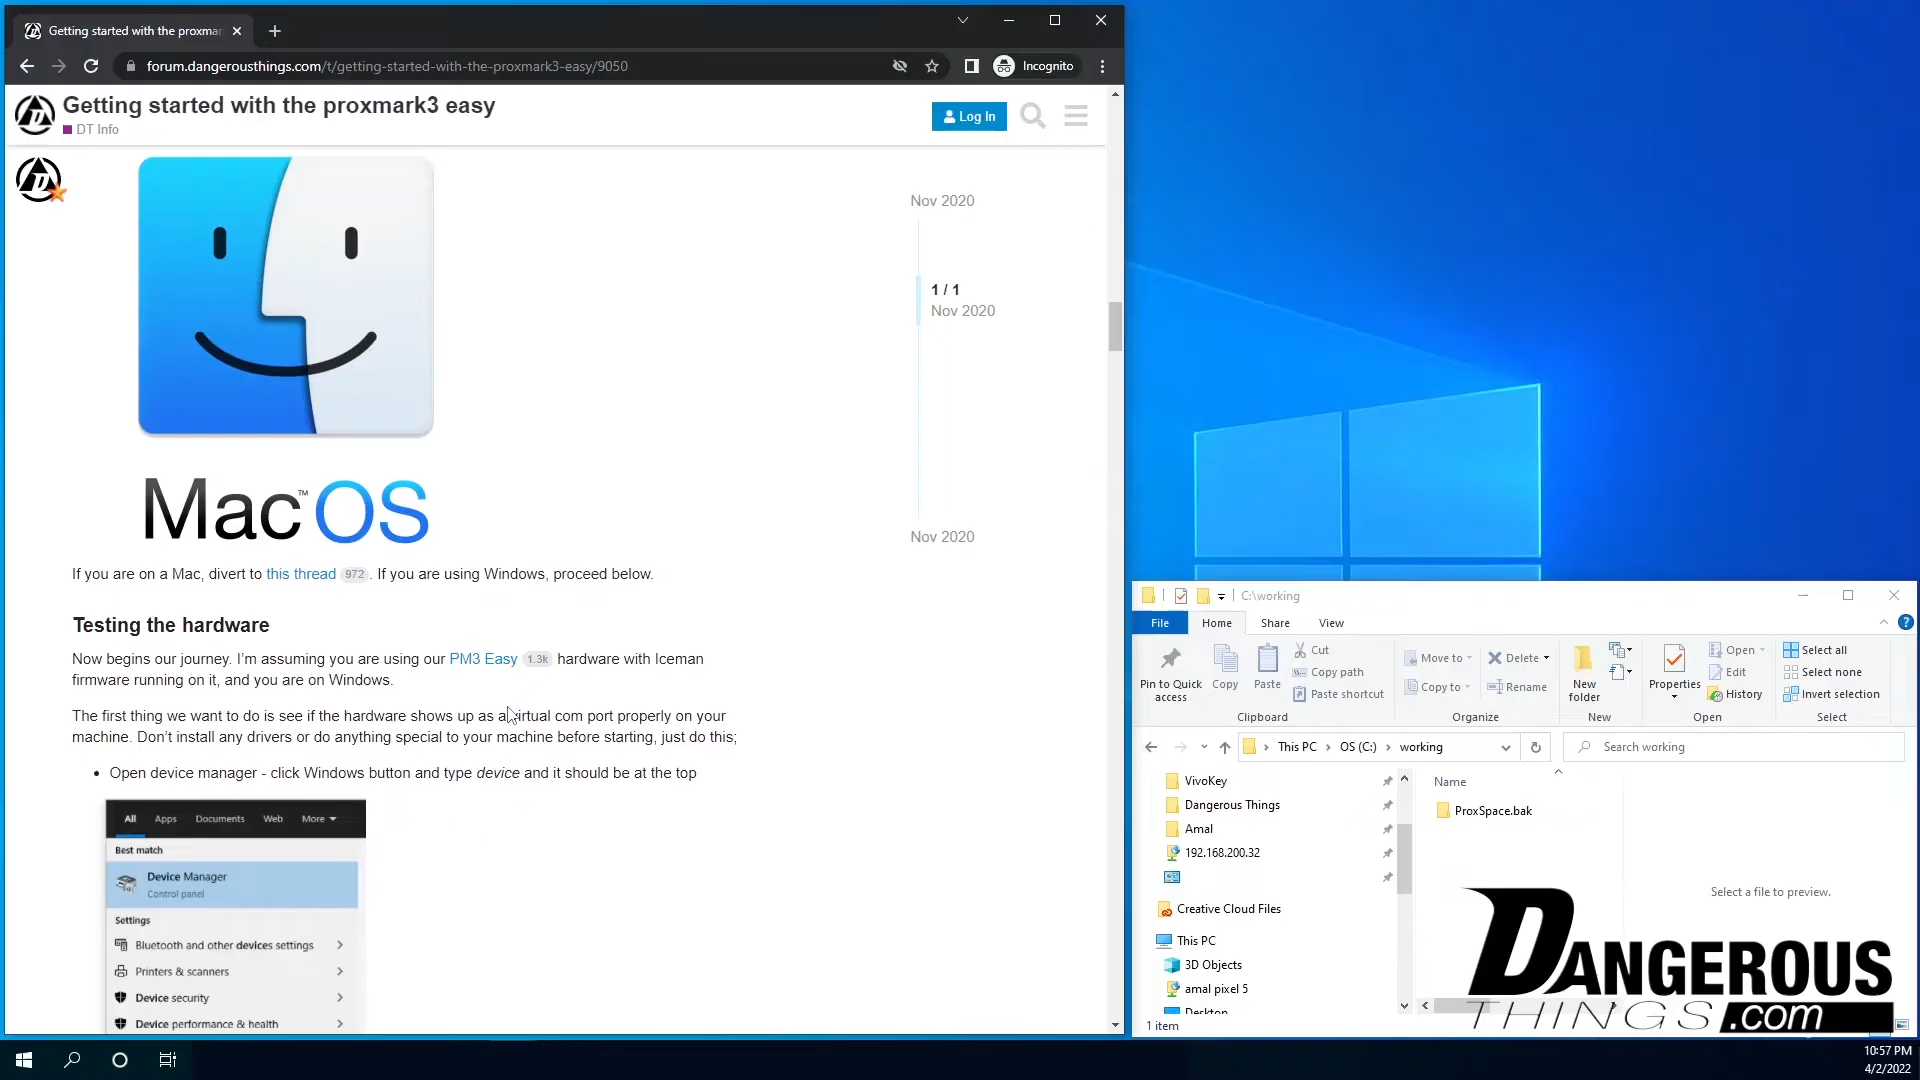 Getting started with the proxmar
forum.dangerousthings.com/t/getting-started-with-the-proxmark3-easy/9050
Incognito
Getting started with the proxmark3 easy
DT Info
Log In
Nov 2020
1 / 1
Nov 2020
Nov 2020
Mac™OS
If you are on a Mac, divert to this thread 972. If you are using Windows, proceed below.
Testing the hardware
Now begins our journey. I'm assuming you are using our PM3 Easy 1.3k hardware with Iceman
firmware running on it, and you are on Windows.
The first thing we want to do is see if the hardware shows up as a virtual com port properly on your
machine. Don't install any drivers or do anything special to your machine before starting, just do this;
• Open device manager - click Windows button and type device and it should be at the top
All Apps Documents Web More
Best match
Device Manager
Control panel
Settings
Bluetooth and other devices settings
Printers & scanners
Device security
Device performance & health
C:\working
File Home Share View
Pin to Quick
access
Copy
Paste
Cut
Copy path
Paste shortcut
Clipboard
Move to
Copy to
Delete
Rename
Organize
New
folder
New
Properties
Open
Edit
History
Open
Select all
Select none
Invert selection
Select
This PC › OS (C:) › working
Search working
VivoKey
Dangerous Things
Amal
192.168.200.32
Creative Cloud Files
This PC
3D Objects
amal pixel 5
Desktop
Name
ProxSpace.bak
Select a file to preview.
1 item
DANGEROUS
THINGS.com
10:57 PM
4/2/2022